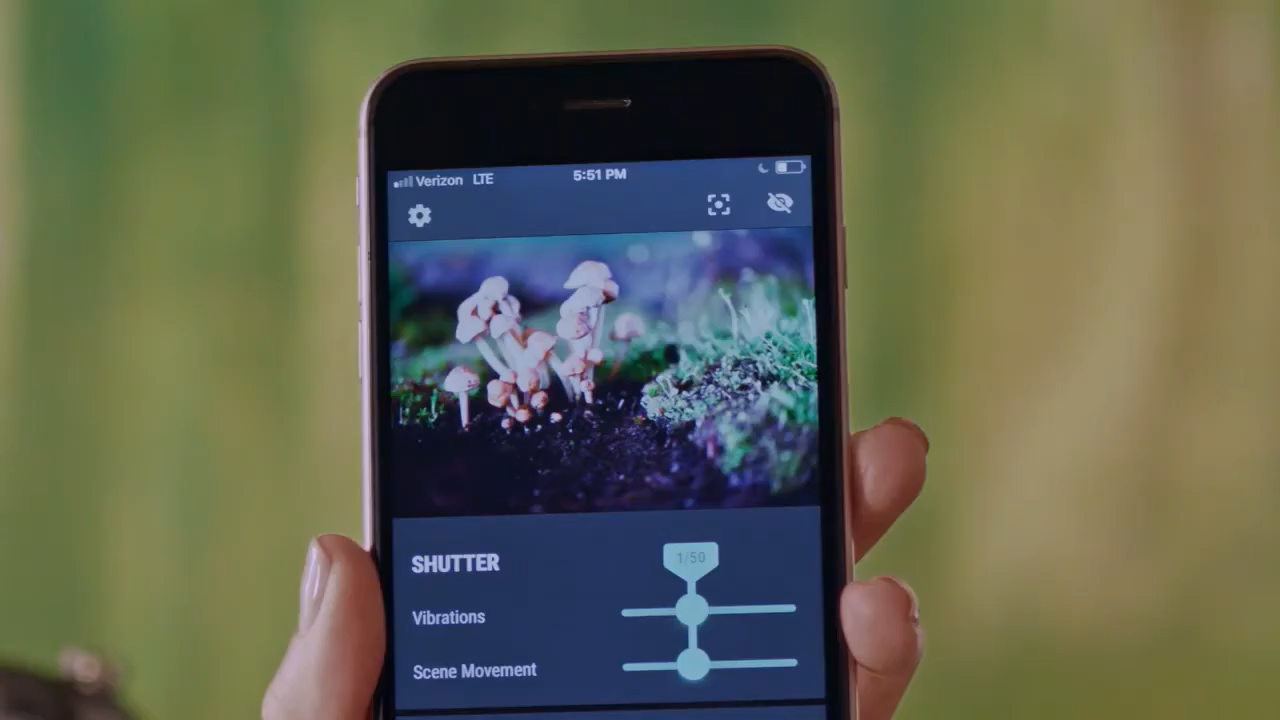 Verizon LTE 5:51 PM
SHUTTER
1/50
Vibrations
Scene Movement